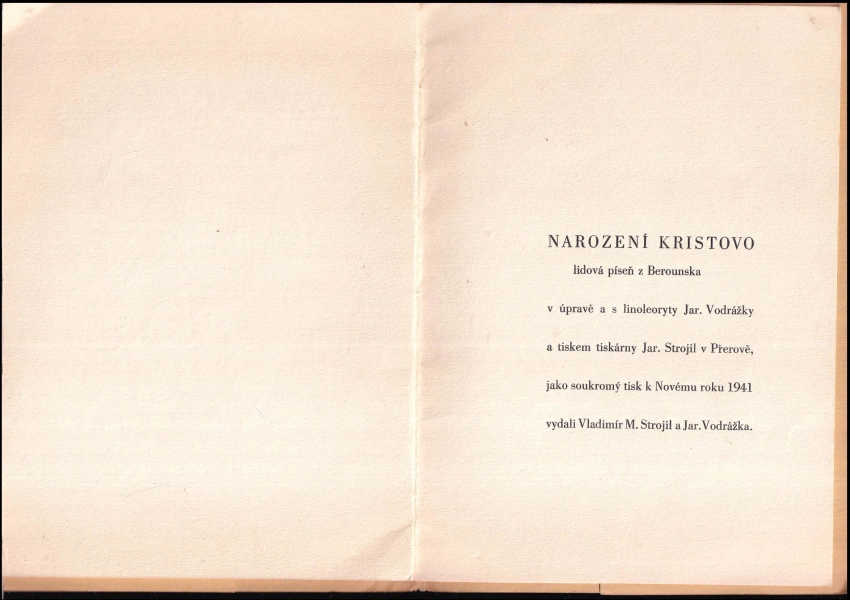 NAROZENÍ KRISTOVO
lidová píseň z Berounska
v úpravě a s linoleoryty Jar. Vodrážky
a tiskem tiskárny Jar. Strojil v Přerově,
jako soukromý tisk k Novému roku 1941
vydali Vladimír M. Strojil a Jar. Vodrážka.